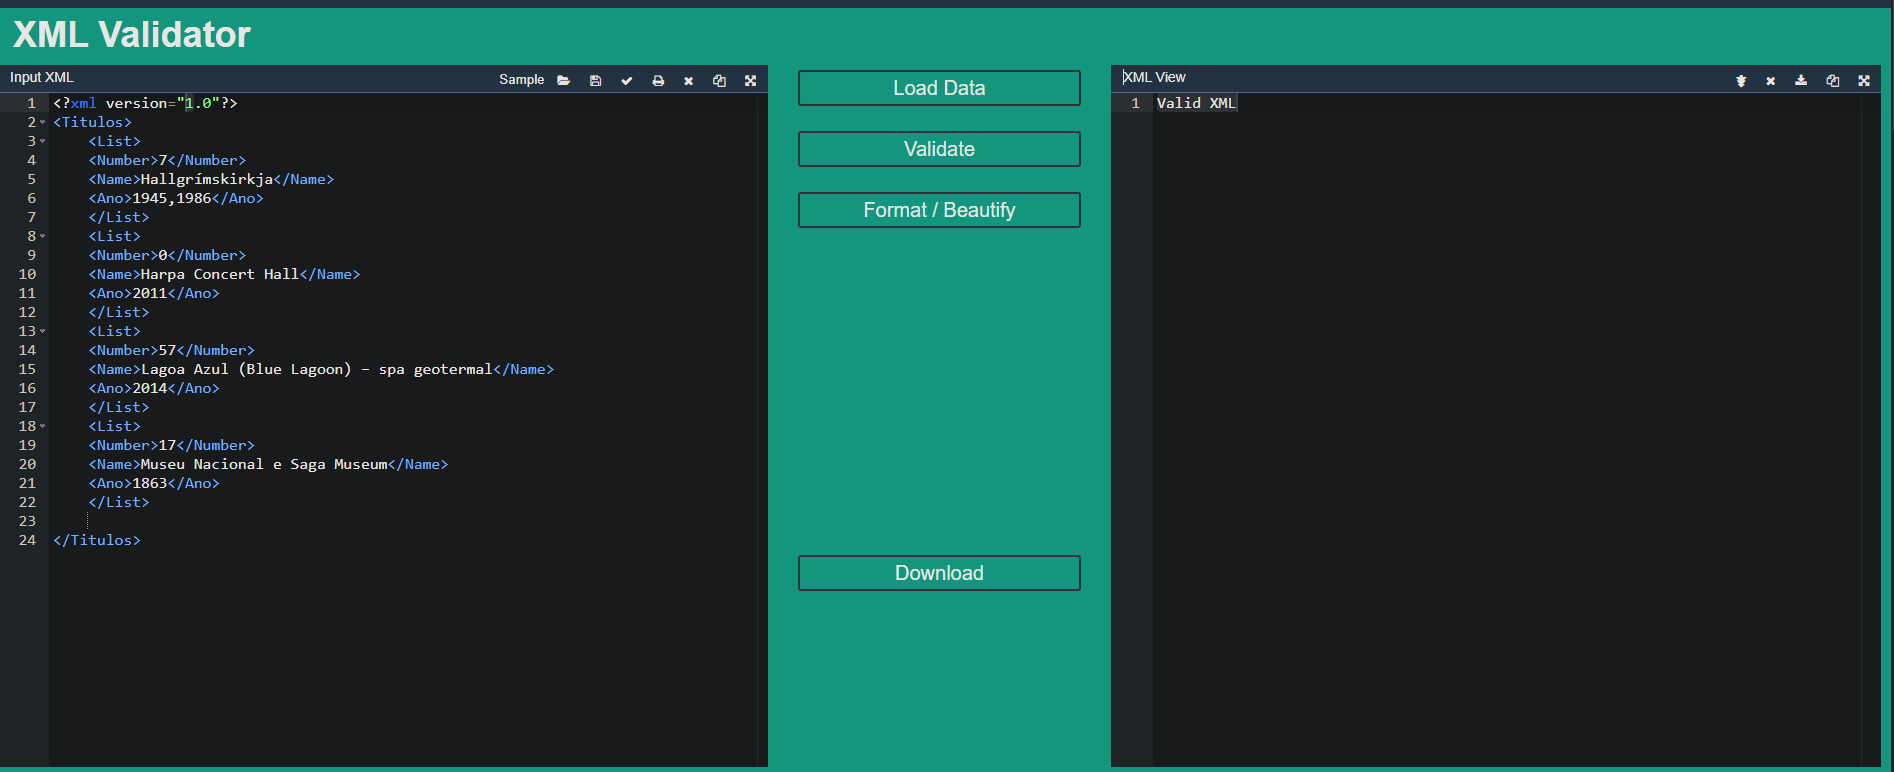 XML Validator
Input XML
Sample
1 <?xml version="1.0"?>
2 <Titulos>
3     <List>
4     <Number>7</Number>
5     <Name>Hallgrímskirkja</Name>
6     <Ano>1945,1986</Ano>
7     </List>
8     <List>
9     <Number>0</Number>
10     <Name>Harpa Concert Hall</Name>
11     <Ano>2011</Ano>
12     </List>
13     <List>
14     <Number>57</Number>
15     <Name>Lagoa Azul (Blue Lagoon) – spa geotermal</Name>
16     <Ano>2014</Ano>
17     </List>
18     <List>
19     <Number>17</Number>
20     <Name>Museu Nacional e Saga Museum</Name>
21     <Ano>1863</Ano>
22     </List>
23
24 </Titulos>
Load Data
Validate
Format / Beautify
Download
XML View
1 Valid XML